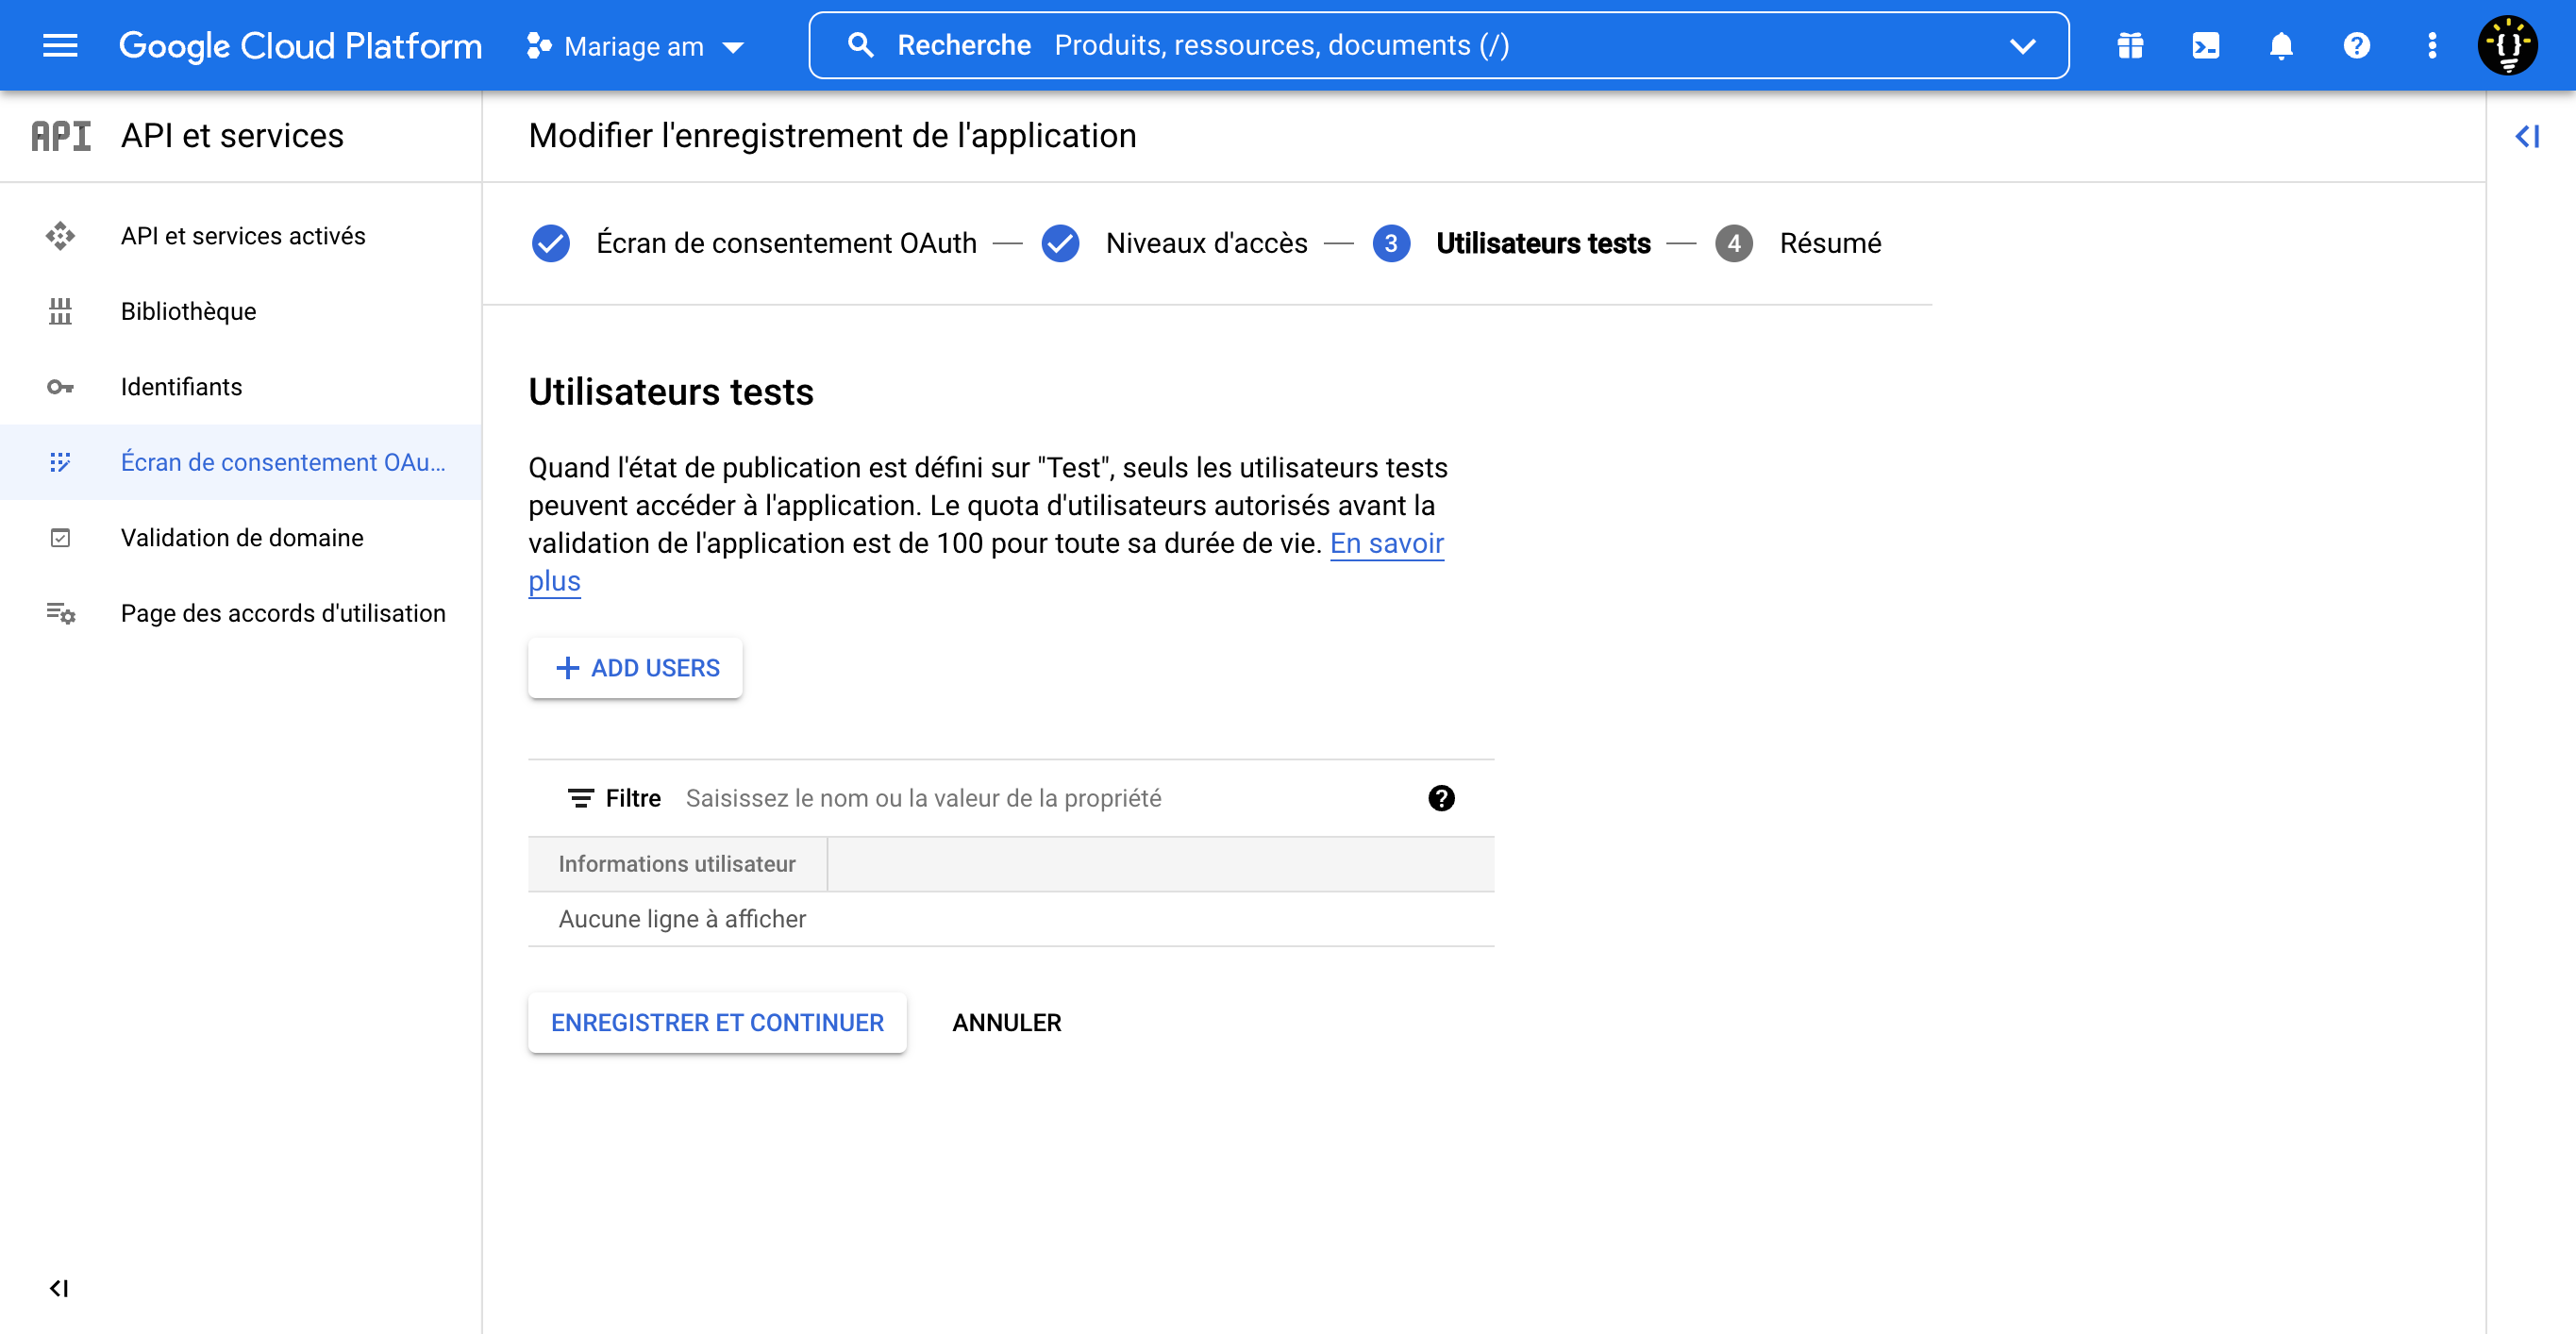 Google Cloud Platform
Mariage am
Recherche Produits, ressources, documents (/)
API API et services
Modifier l'enregistrement de l'application
API et services activés
Bibliothèque
Identifiants
Écran de consentement OAu...
Validation de domaine
Page des accords d'utilisation
Écran de consentement OAuth — Niveaux d'accès — 3 Utilisateurs tests — 4 Résumé
Utilisateurs tests
Quand l'état de publication est défini sur "Test", seuls les utilisateurs tests
peuvent accéder à l'application. Le quota d'utilisateurs autorisés avant la
validation de l'application est de 100 pour toute sa durée de vie. En savoir
plus
+ ADD USERS
Filtre Saisissez le nom ou la valeur de la propriété
Informations utilisateur
Aucune ligne à afficher
ENREGISTRER ET CONTINUER ANNULER